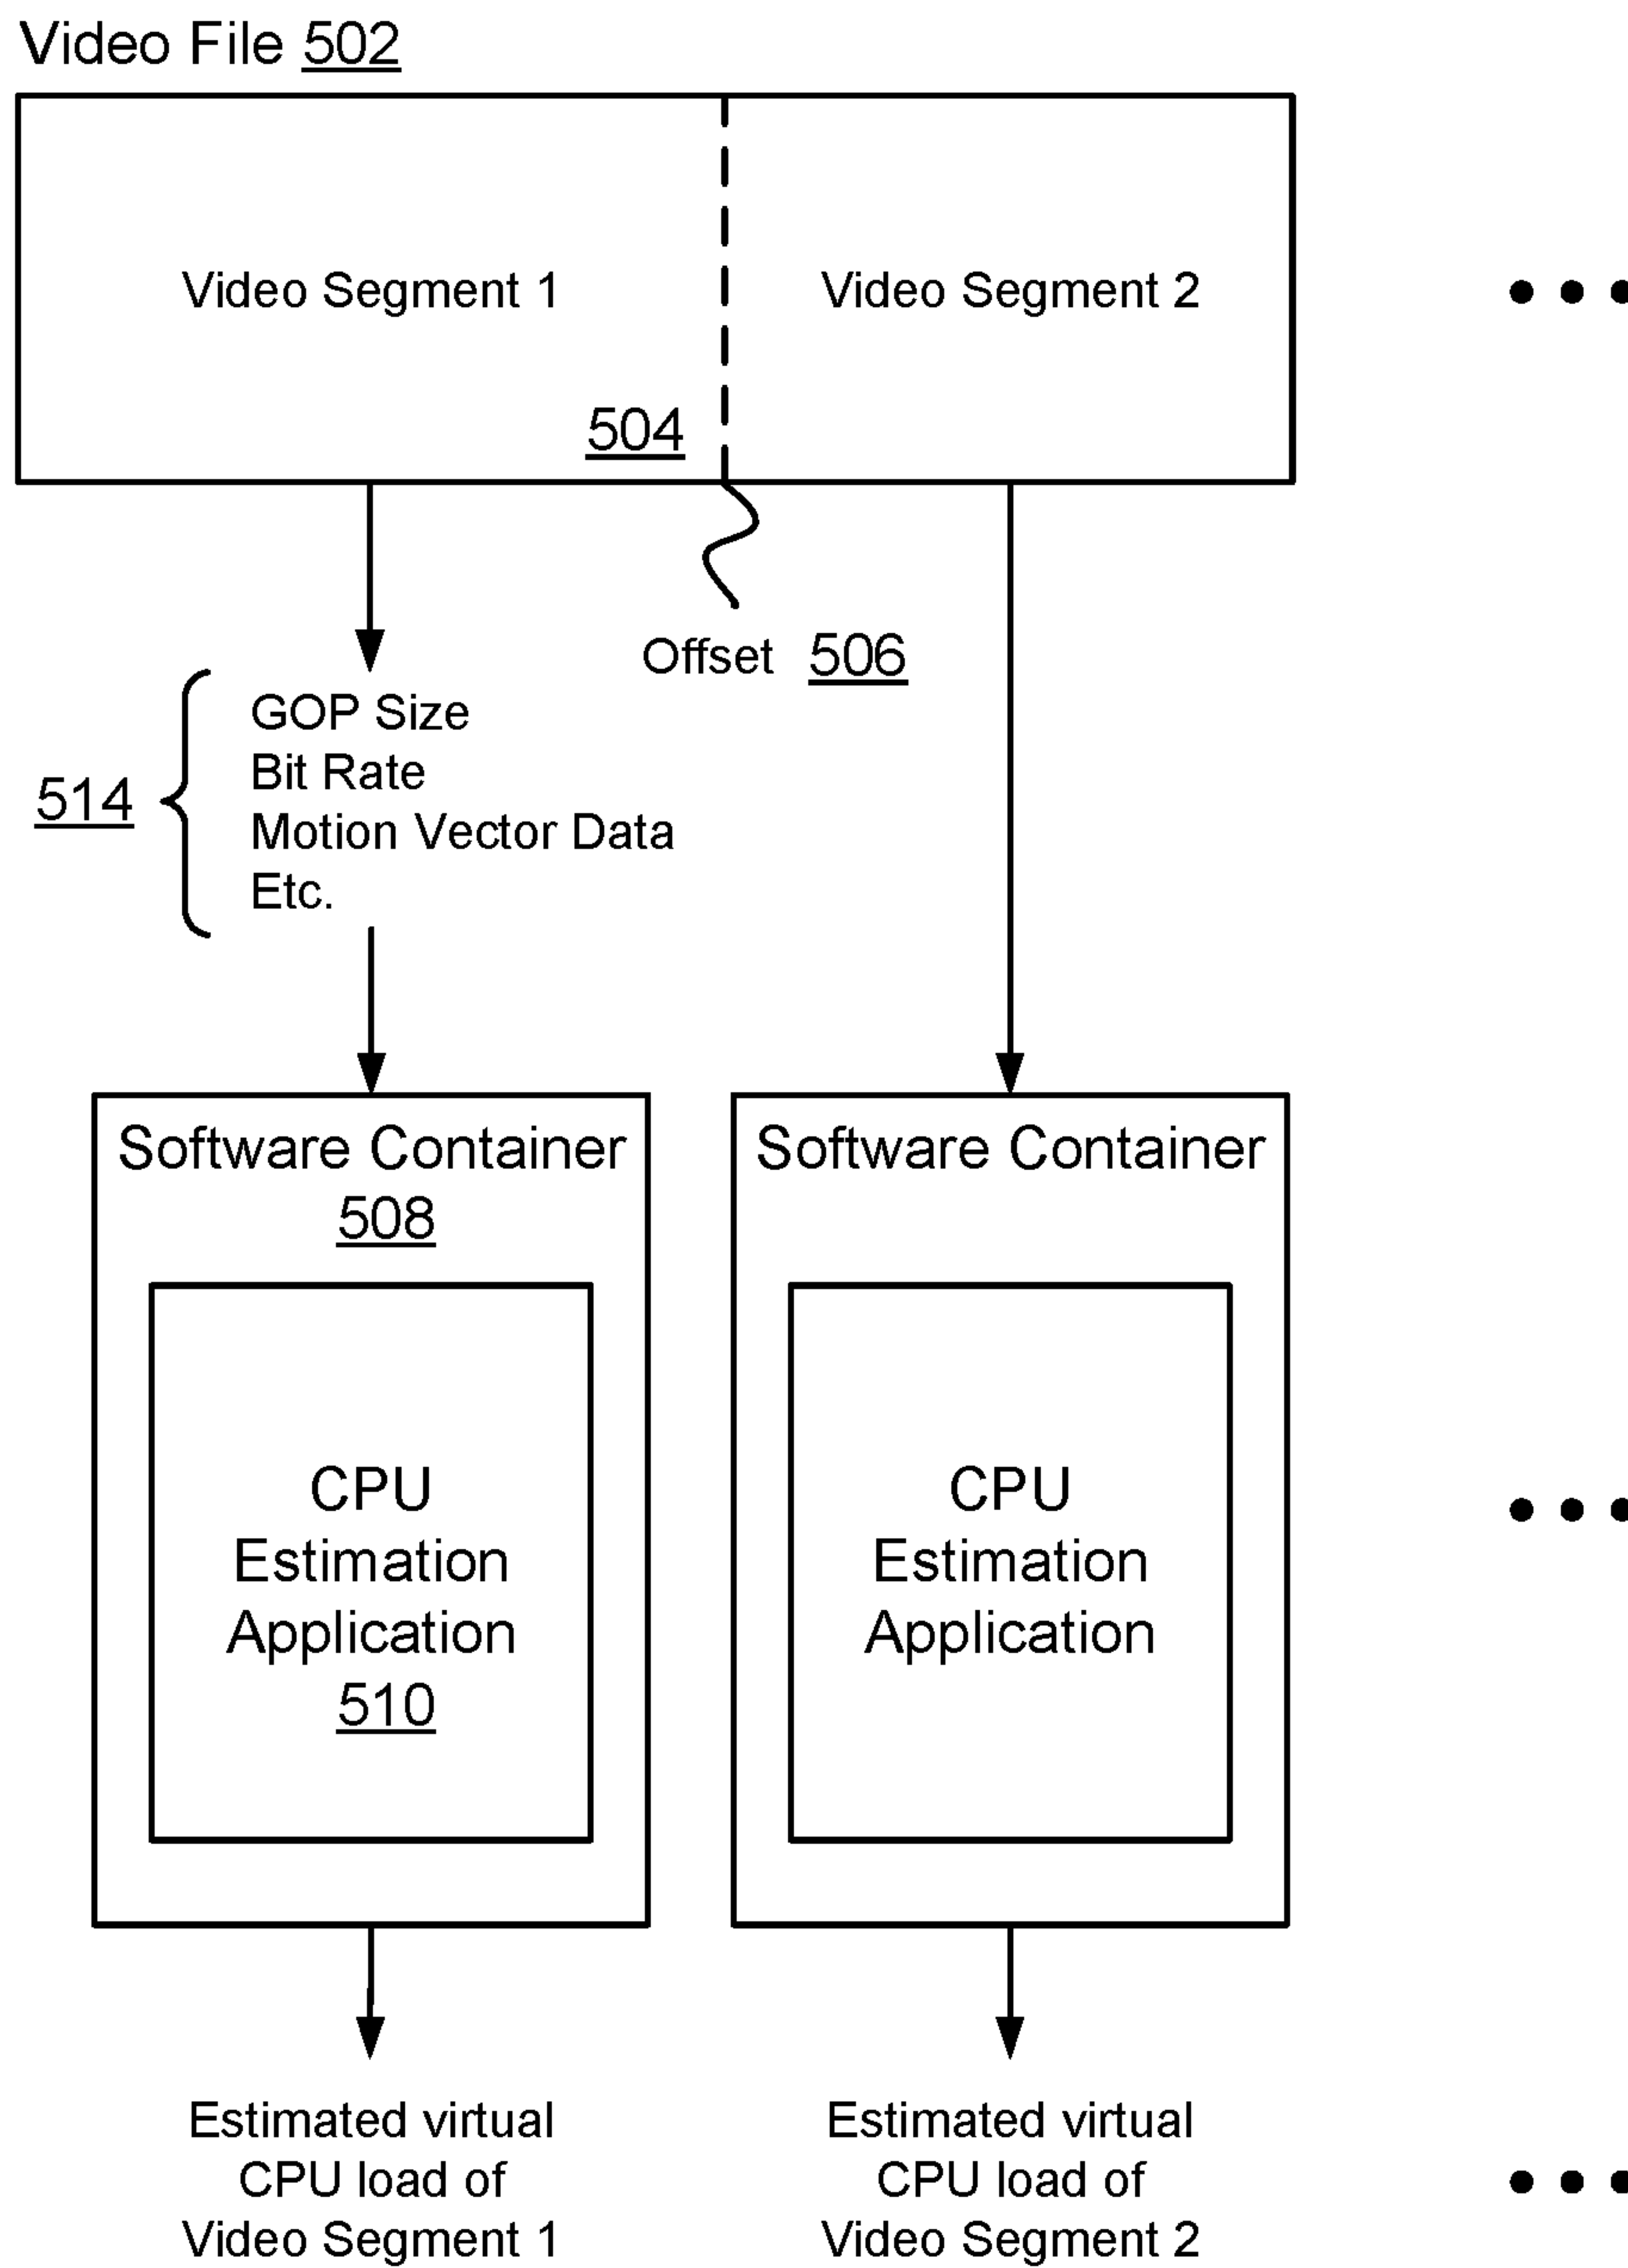 Video File 502
Video Segment 1
Video Segment 2
504
Offset 506
514
GOP Size
Bit Rate
Motion Vector Data
Etc.
Software Container
508
CPU
Estimation
Application
510
Software Container
CPU
Estimation
Application
Estimated virtual
CPU load of
Video Segment 1
Estimated virtual
CPU load of
Video Segment 2